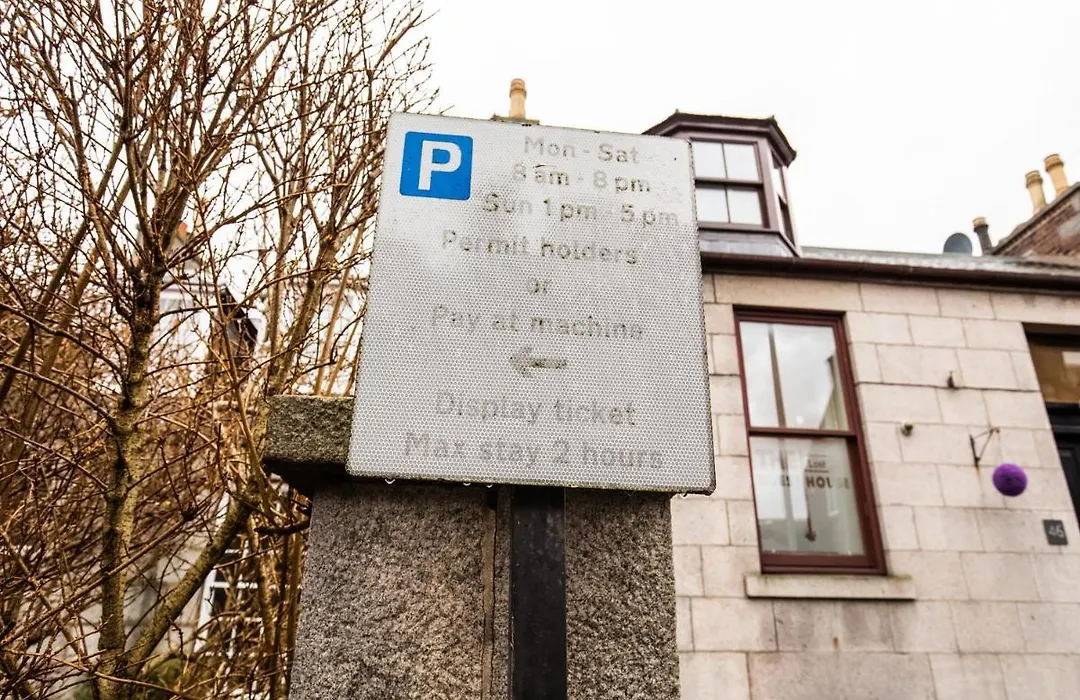 P
Mon - Sat
8 am - 8 pm
Sun 1 pm - 5 pm
Permit holders
or
Pay at machine
Display ticket
Max stay 2 hours
HOUSE
46